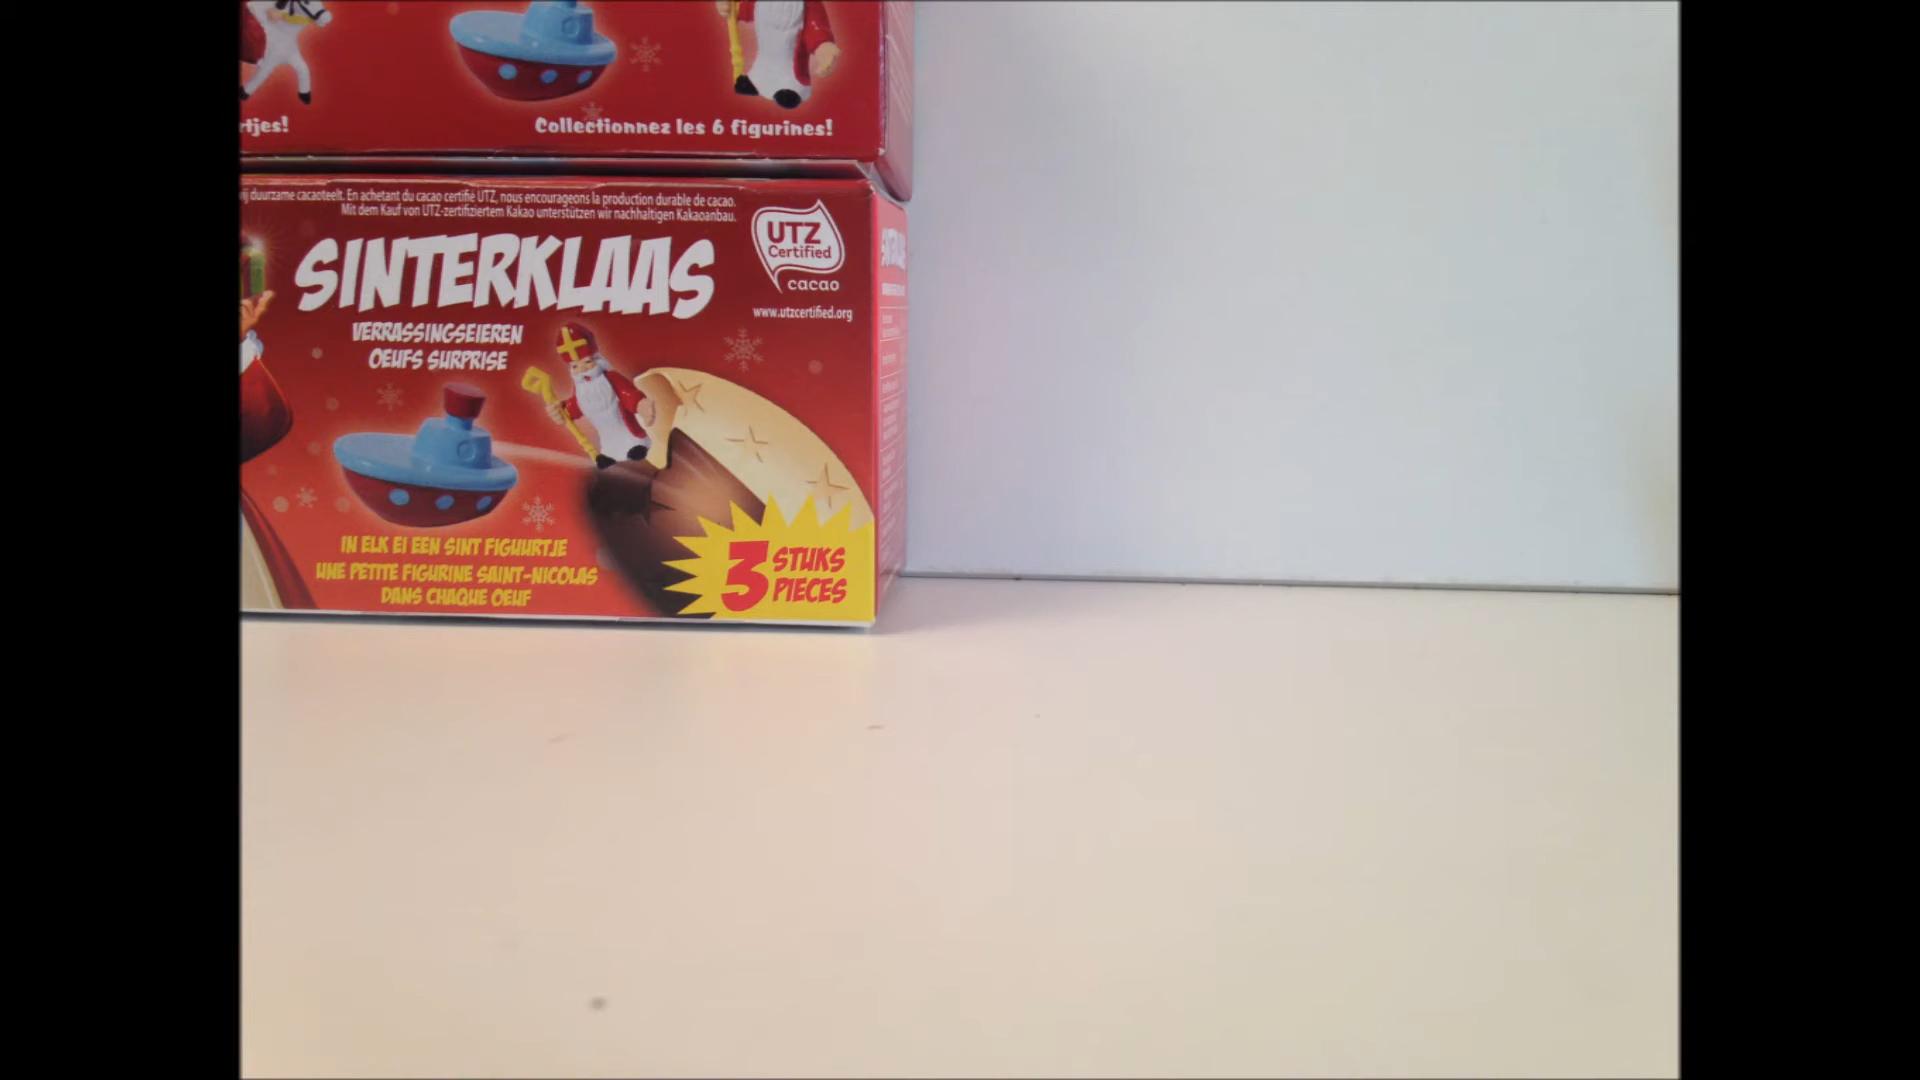 rtjes!
Collectionnez les 6 figurines!
ij duurzame cacaoteelt. En achetant du cacao certifié UTZ, nous encourageons la production durable de cacao.
Mit dem Kauf von UTZ-zertifiziertem Kakao unterstützen wir nachhaltigen Kakaoanbau.
UTZ
Certified
cacao
www.utzcertified.org
SINTERKLAAS
VERRASSINGSEIEREN
OEUFS SURPRISE
IN ELK EI EEN SINT FIGUURTJE
UNE PETITE FIGURINE SAINT-NICOLAS
DANS CHAQUE OEUF
3 STUKS
PIECES